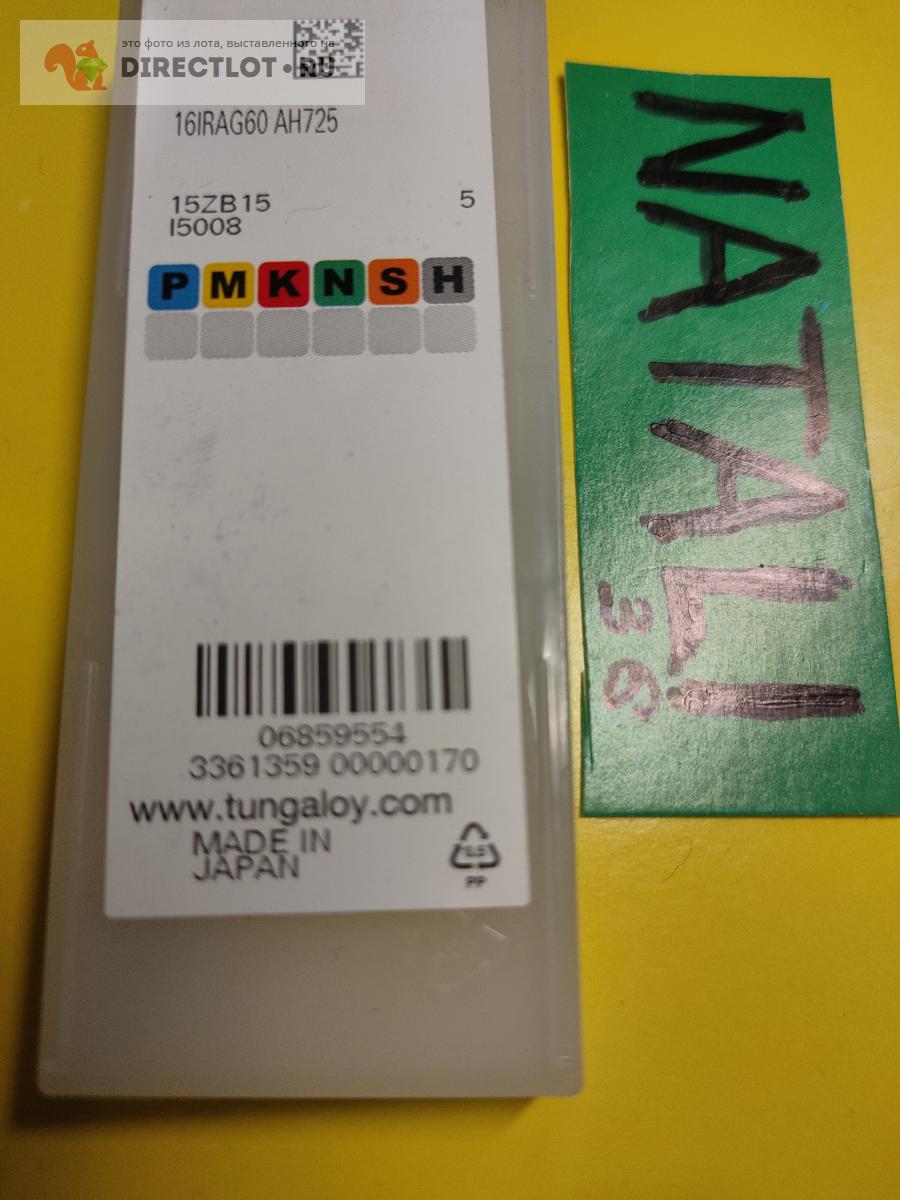 это фото из лота, выставленного на
DIRECTLOT.RU
16IRAG60 AH725
15ZB15 5
I5008
P M K N S H
06859554
3361359 00000170
www.tungaloy.com
MADE IN
JAPAN
PP
NATALI
36